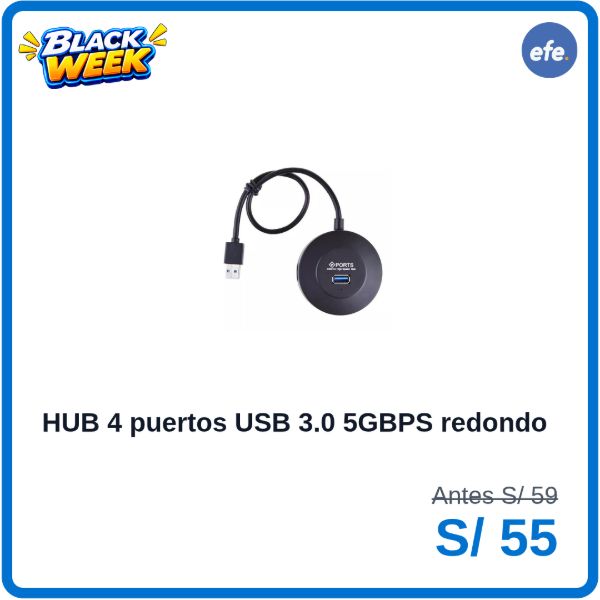 BLACK
WEEK
efe.
PORTS
HUB 4 puertos USB 3.0 5GBPS redondo
Antes S/ 59
S/ 55